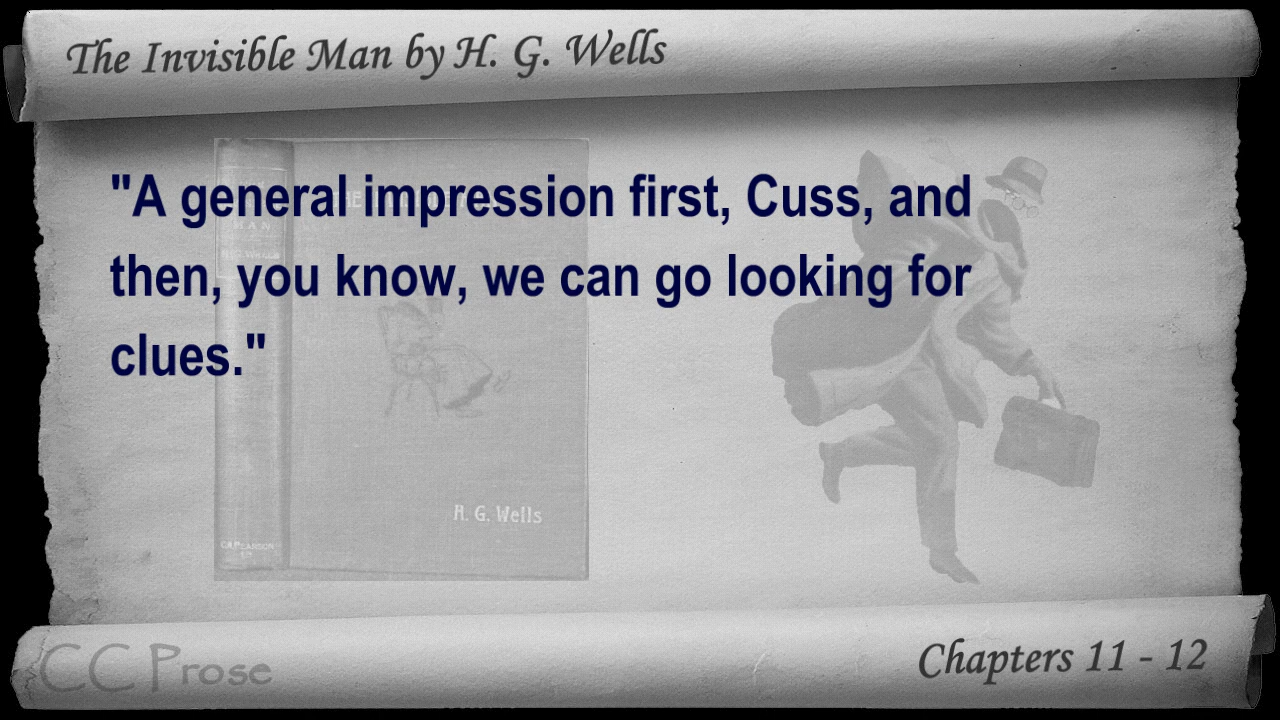 The Invisible Man by H. G. Wells
"A general impression first, Cuss, and
then, you know, we can go looking for
clues."
H. G. Wells
CC Prose
Chapters 11 - 12